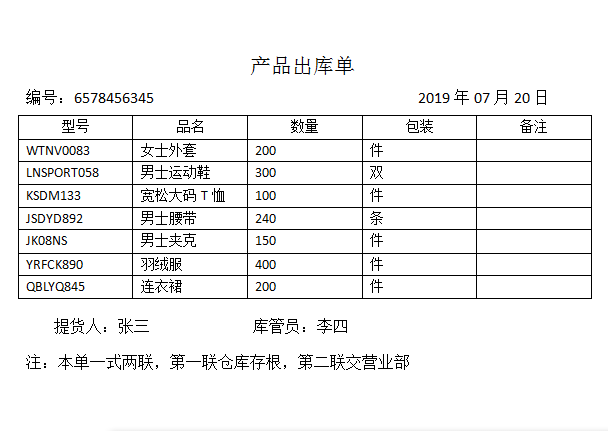 产品出库单
编号：6578456345 2019 年 07 月 20 日
型号 品名 数量 包装 备注
WTNV0083 女士外套 200 件
LNSPORT058 男士运动鞋 300 双
KSDM133 宽松大码 T 恤 100 件
JSDYD892 男士腰带 240 条
JK08NS 男士夹克 150 件
YRFCK890 羽绒服 400 件
QBLYQ845 连衣裙 200 件
提货人：张三 库管员：李四
注：本单一式两联，第一联仓库存根，第二联交营业部